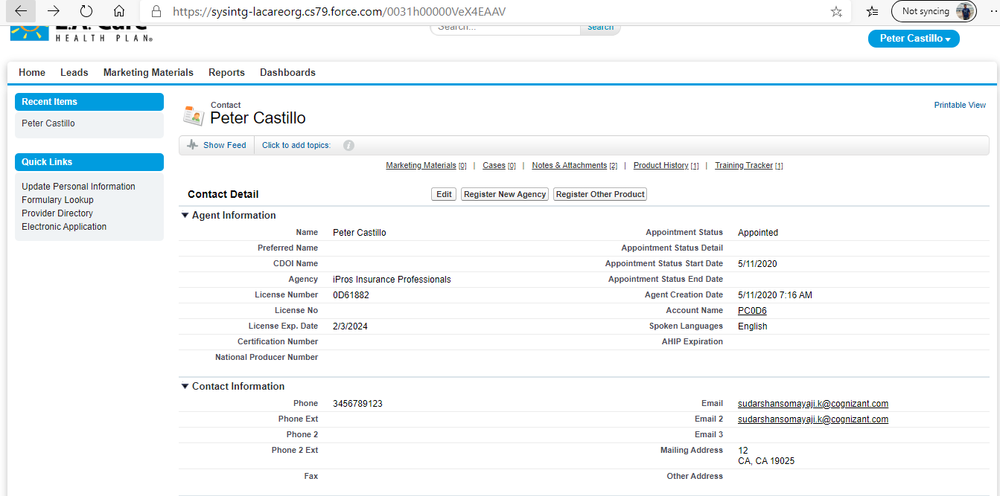 https://sysintg-lacareorg.cs79.force.com/0031h00000VeX4EAAV
Not syncing
L.A. Care
HEALTH PLAN®
Search...
Search
Peter Castillo
Home Leads Marketing Materials Reports Dashboards
Recent Items
Peter Castillo
Quick Links
Update Personal Information
Formulary Lookup
Provider Directory
Electronic Application
Contact
Peter Castillo
Printable View
Show Feed Click to add topics: i
Marketing Materials [0] | Cases [0] | Notes & Attachments [2] | Product History [1] | Training Tracker [1]
Contact Detail Edit Register New Agency Register Other Product
Agent Information
Name Peter Castillo Appointment Status Appointed
Preferred Name Appointment Status Detail
CDOI Name Appointment Status Start Date 5/11/2020
Agency iPros Insurance Professionals Appointment Status End Date
License Number 0D61882 Agent Creation Date 5/11/2020 7:16 AM
License No Account Name PC0D6
License Exp. Date 2/3/2024 Spoken Languages English
Certification Number AHIP Expiration
National Producer Number
Contact Information
Phone 3456789123 Email sudarshansomayaji.k@cognizant.com
Phone Ext Email 2 sudarshansomayaji.k@cognizant.com
Phone 2 Email 3
Phone 2 Ext Mailing Address 12
CA, CA 19025
Fax Other Address